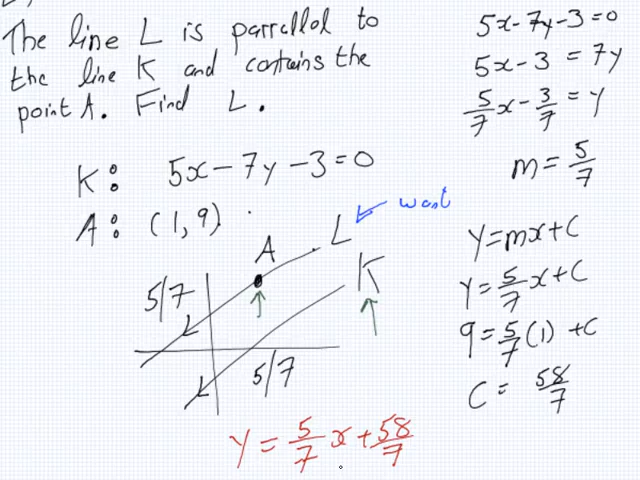 The line L is parrallel to
the line K and contains the
point A. Find L.
K: 5x - 7y - 3 = 0
A: (1, 9)
want
L
A
K
5/7
5/7
y = 5/7 x + 58/7
5x - 7y - 3 = 0
5x - 3 = 7y
5/7 x - 3/7 = y
m = 5/7
y = mx + c
y = 5/7 x + c
9 = 5/7 (1) + c
c = 58/7